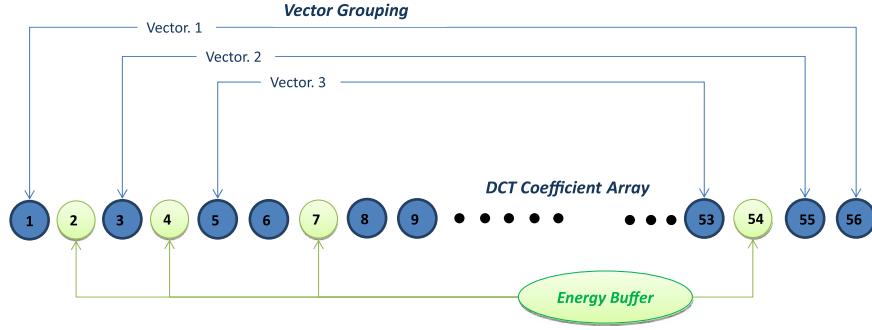 Vector Grouping
Vector. 1
Vector. 2
Vector. 3
DCT Coefficient Array
1 2 3 4 5 6 7 8 9 53 54 55 56
Energy Buffer